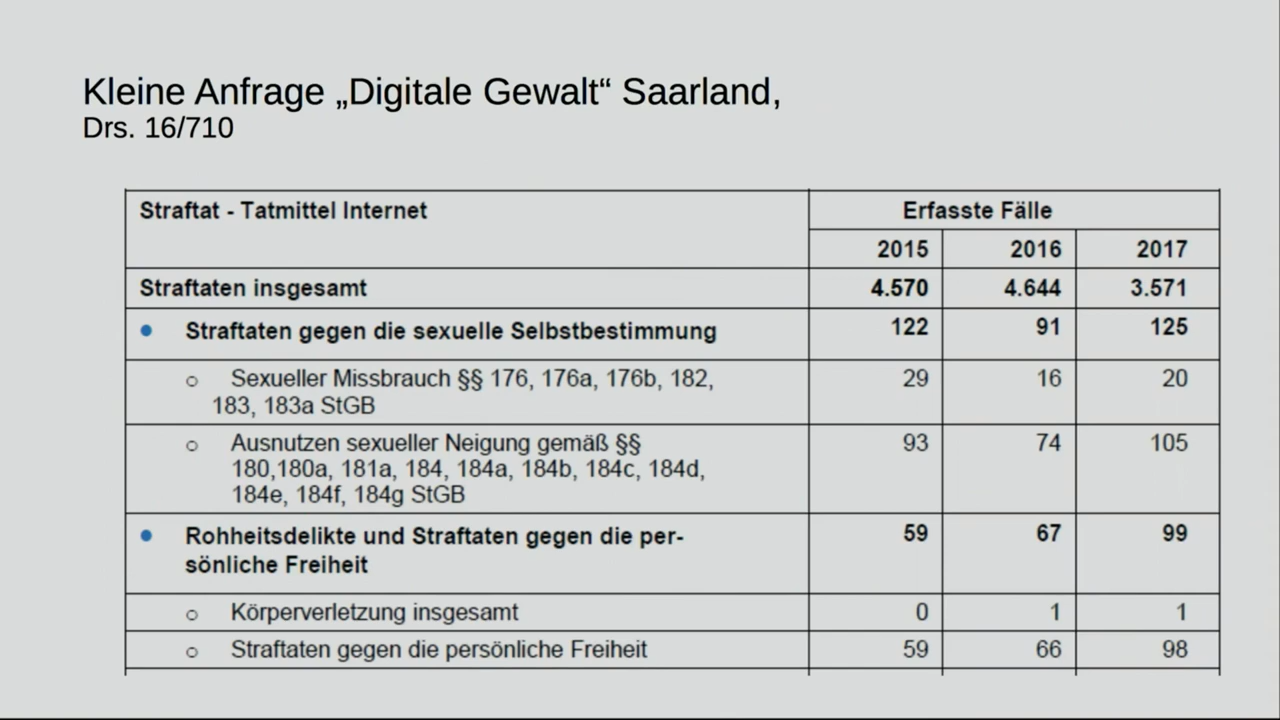 Kleine Anfrage „Digitale Gewalt“ Saarland,
Drs. 16/710
Straftat - Tatmittel Internet
Erfasste Fälle
2015 2016 2017
Straftaten insgesamt 4.570 4.644 3.571
• Straftaten gegen die sexuelle Selbstbestimmung 122 91 125
o Sexueller Missbrauch §§ 176, 176a, 176b, 182, 29 16 20
183, 183a StGB
o Ausnutzen sexueller Neigung gemäß §§ 93 74 105
180,180a, 181a, 184, 184a, 184b, 184c, 184d,
184e, 184f, 184g StGB
• Rohheitsdelikte und Straftaten gegen die per- 59 67 99
sönliche Freiheit
o Körperverletzung insgesamt 0 1 1
o Straftaten gegen die persönliche Freiheit 59 66 98